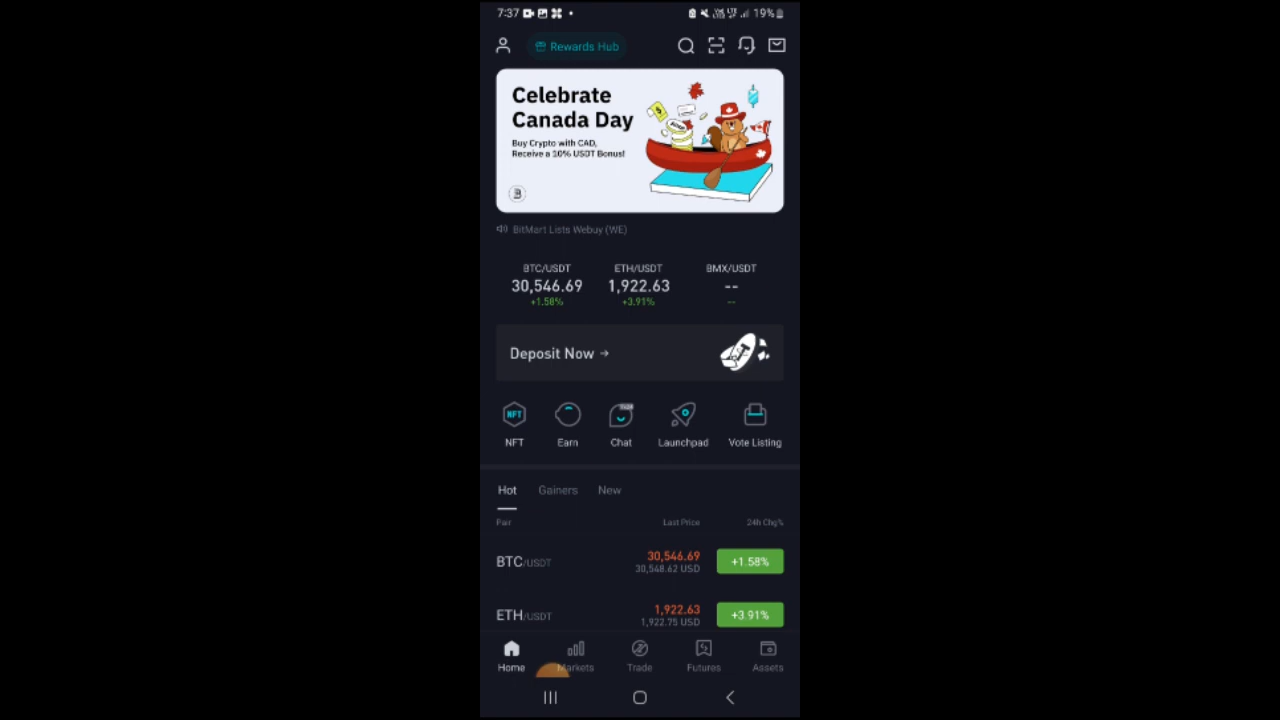 7:37
19%
Rewards Hub
Celebrate
Canada Day
Buy Crypto with CAD,
Receive a 10% USDT Bonus!
BitMart Lists Webuy (WE)
BTC/USDT ETH/USDT BMX/USDT
30,546.69 1,922.63 --
+1.58% +3.91% --
Deposit Now →
NFT
NFT Earn Chat Launchpad Vote Listing
Hot Gainers New
Pair Last Price 24h Chg%
BTC/USDT 30,546.69 +1.58%
30,548.62 USD
ETH/USDT 1,922.63 +3.91%
1,922.75 USD
Home Markets Trade Futures Assets